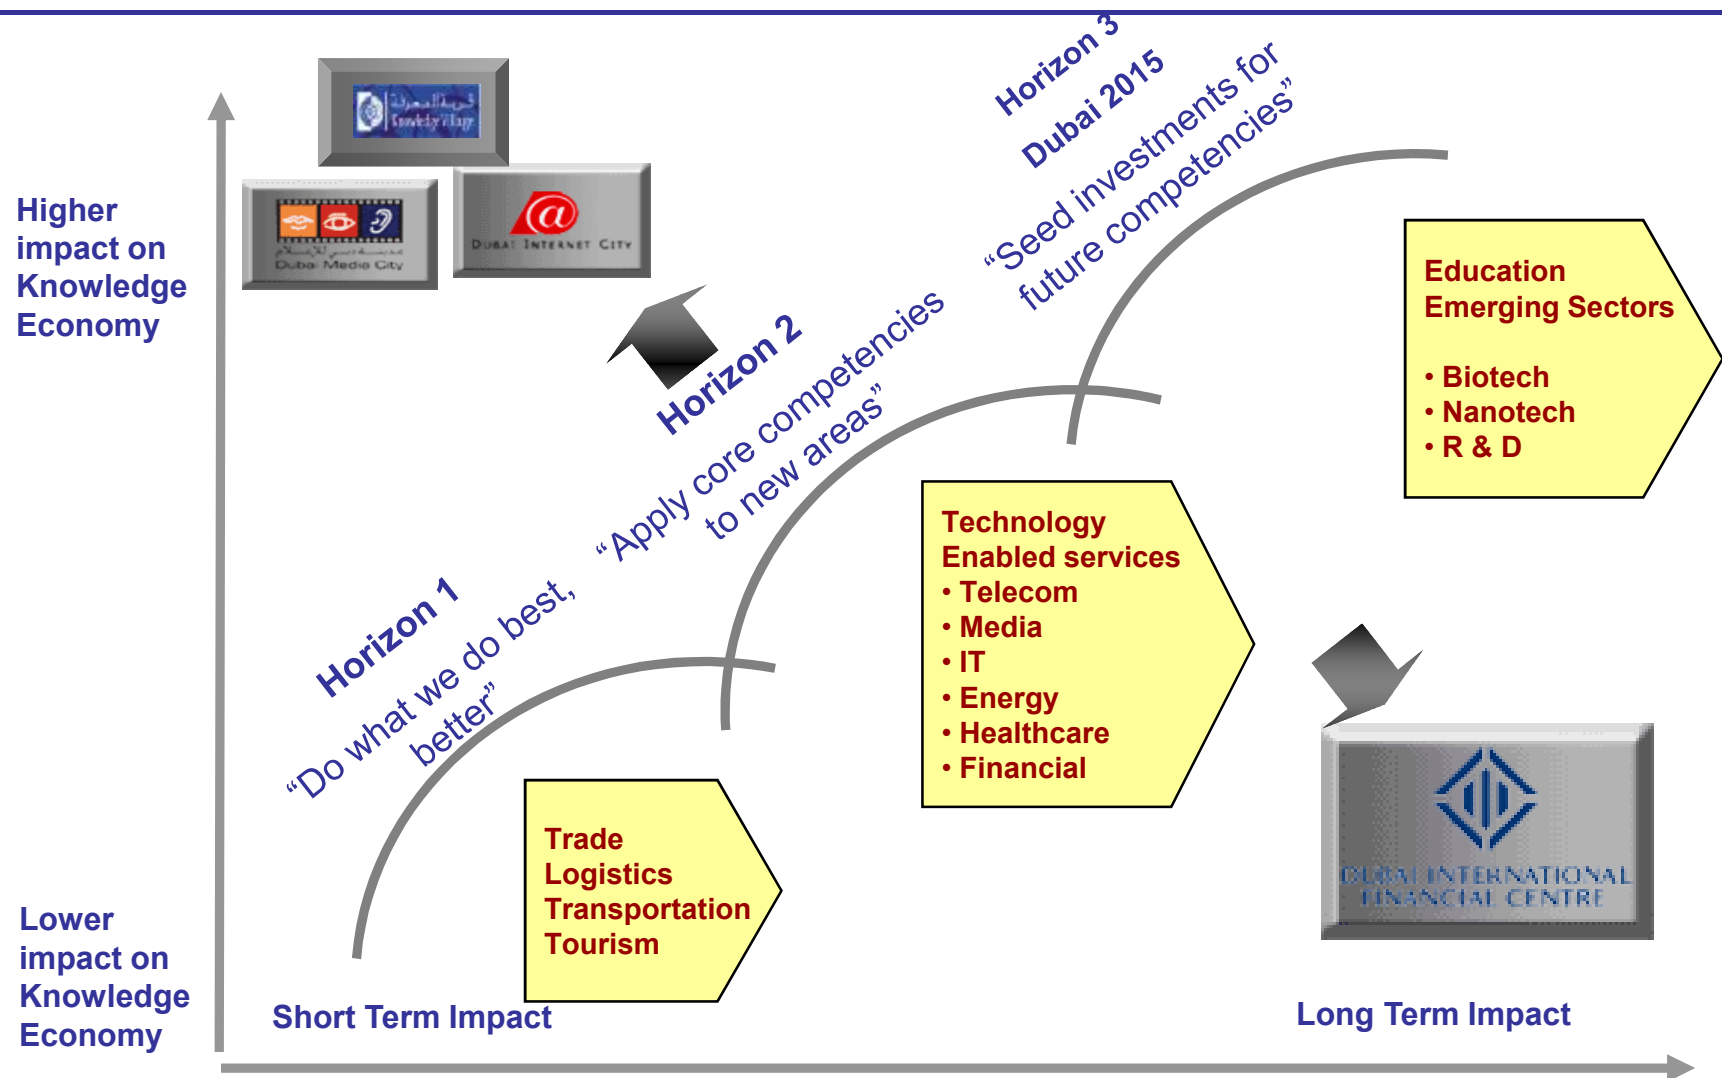 Horizon 3
Dubai 2015
“Seed investments for
future competencies”
قرية المعرفة
Knowledge Village
Dubai Media City
@
DUBAI INTERNET CITY
Higher
impact on
Knowledge
Economy
Education
Emerging Sectors
• Biotech
• Nanotech
• R & D
Horizon 2
“Apply core competencies
to new areas”
Technology
Enabled services
• Telecom
• Media
• IT
• Energy
• Healthcare
• Financial
Horizon 1
“Do what we do best,
better”
Trade
Logistics
Transportation
Tourism
DUBAI INTERNATIONAL
FINANCIAL CENTRE
Lower
impact on
Knowledge
Economy
Short Term Impact
Long Term Impact